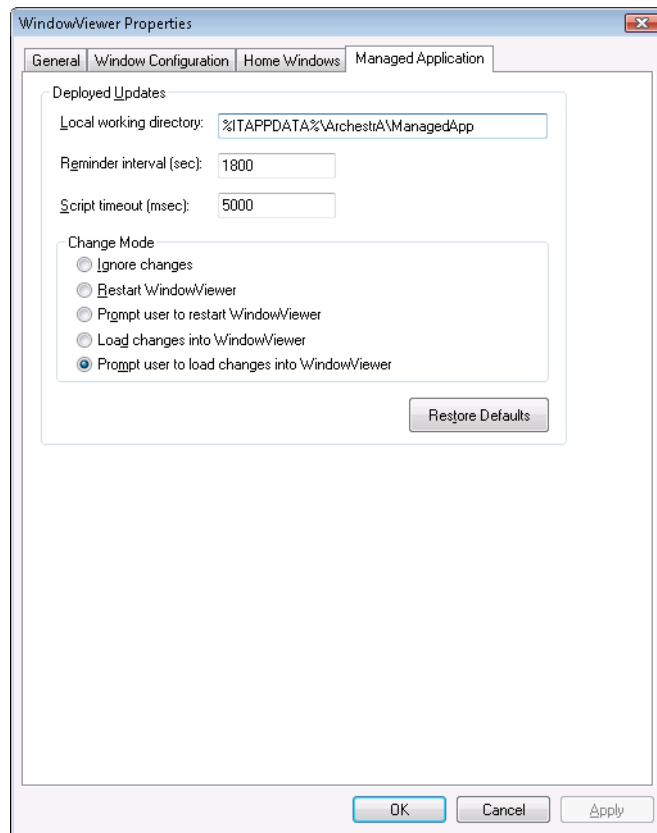 WindowViewer Properties
General
Window Configuration
Home Windows
Managed Application
Deployed Updates
Local working directory:
%ITAPPDATA%\ArchestrA\ManagedApp
Reminder interval (sec):
1800
Script timeout (msec):
5000
Change Mode
Ignore changes
Restart WindowViewer
Prompt user to restart WindowViewer
Load changes into WindowViewer
Prompt user to load changes into WindowViewer
Restore Defaults
OK
Cancel
Apply